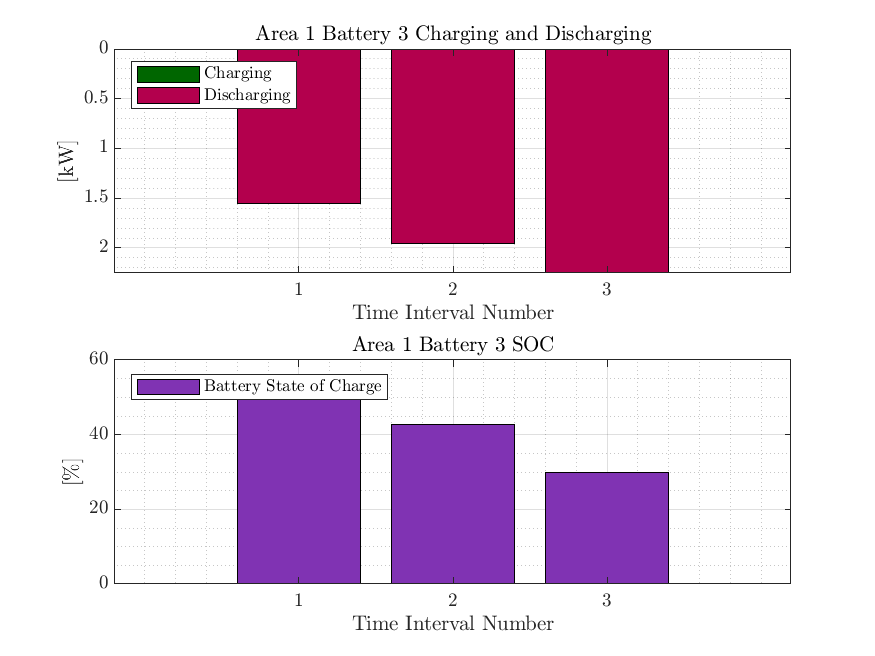 Area 1 Battery 3 Charging and Discharging
0
0.5
1
1.5
2
[kW]
Charging
Discharging
1 2 3
Time Interval Number
Area 1 Battery 3 SOC
60
40
20
0
[%]
Battery State of Charge
1 2 3
Time Interval Number